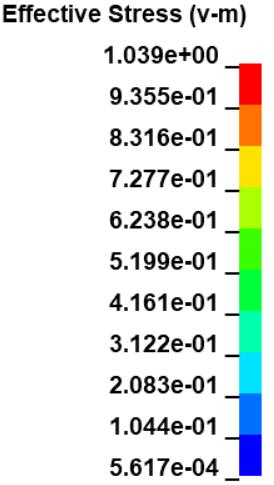 Effective Stress (v-m)
1.039e+00
9.355e-01
8.316e-01
7.277e-01
6.238e-01
5.199e-01
4.161e-01
3.122e-01
2.083e-01
1.044e-01
5.617e-04